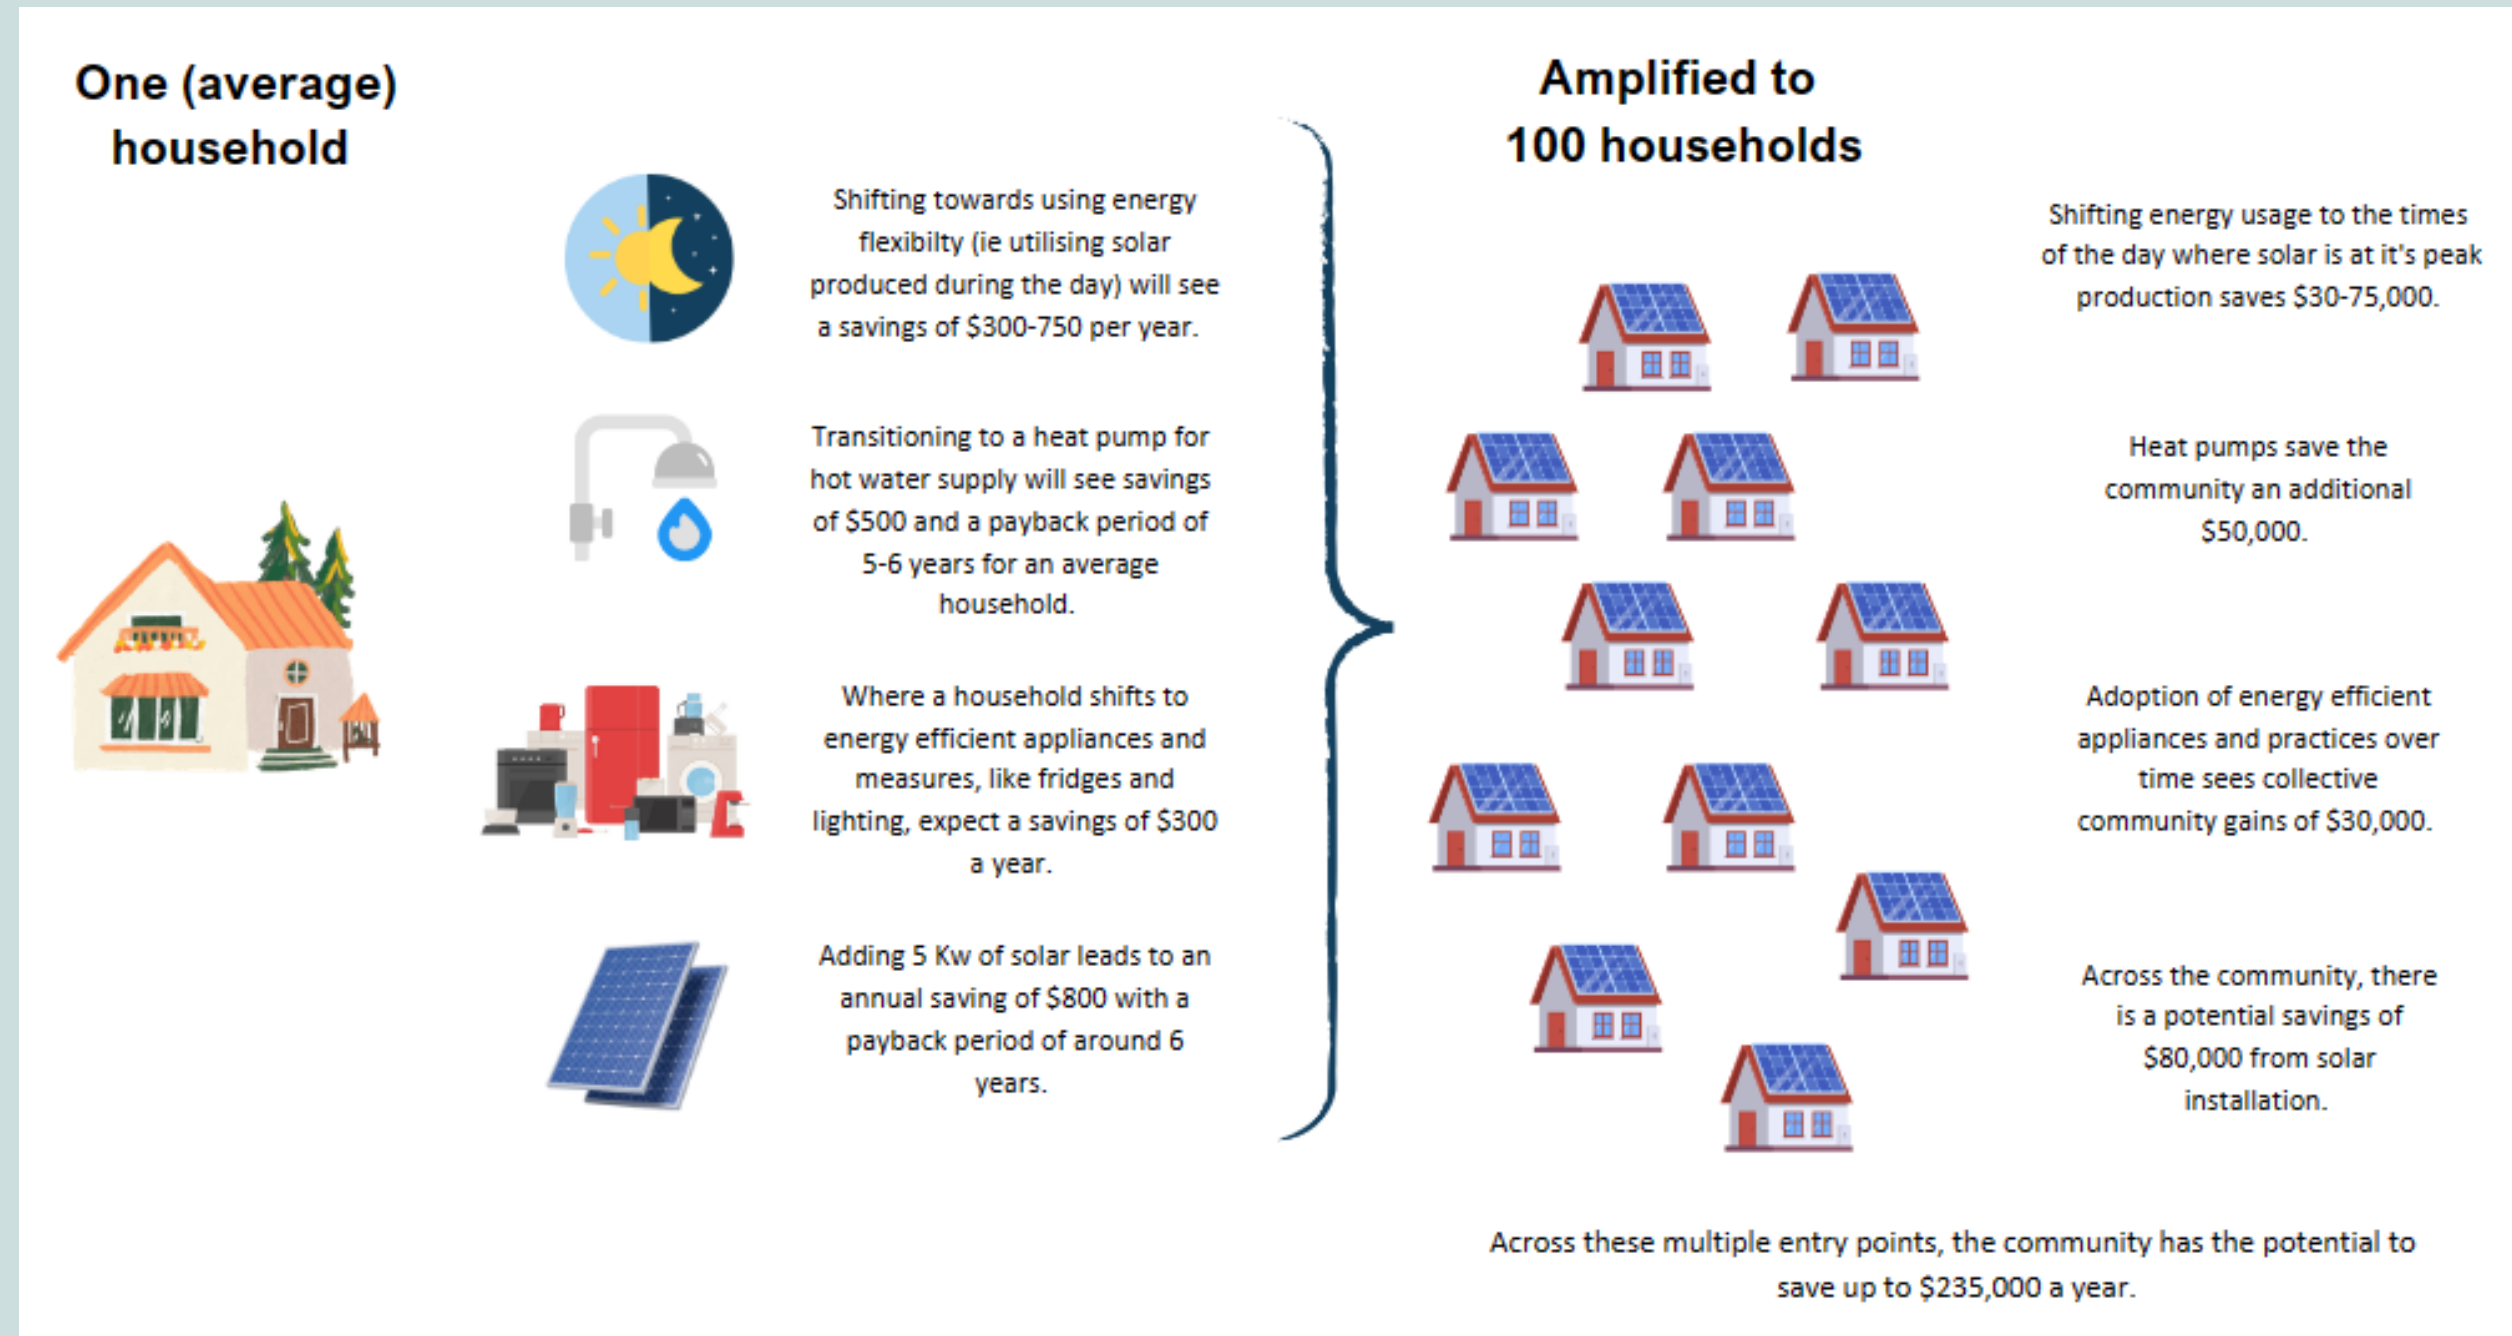 One (average)
household
Shifting towards using energy
flexibilty (ie utilising solar
produced during the day) will see
a savings of $300-750 per year.
Transitioning to a heat pump for
hot water supply will see savings
of $500 and a payback period of
5-6 years for an average
household.
Where a household shifts to
energy efficient appliances and
measures, like fridges and
lighting, expect a savings of $300
a year.
Adding 5 Kw of solar leads to an
annual saving of $800 with a
payback period of around 6
years.
Amplified to
100 households
Shifting energy usage to the times
of the day where solar is at it's peak
production saves $30-75,000.
Heat pumps save the
community an additional
$50,000.
Adoption of energy efficient
appliances and practices over
time sees collective
community gains of $30,000.
Across the community, there
is a potential savings of
$80,000 from solar
installation.
Across these multiple entry points, the community has the potential to
save up to $235,000 a year.